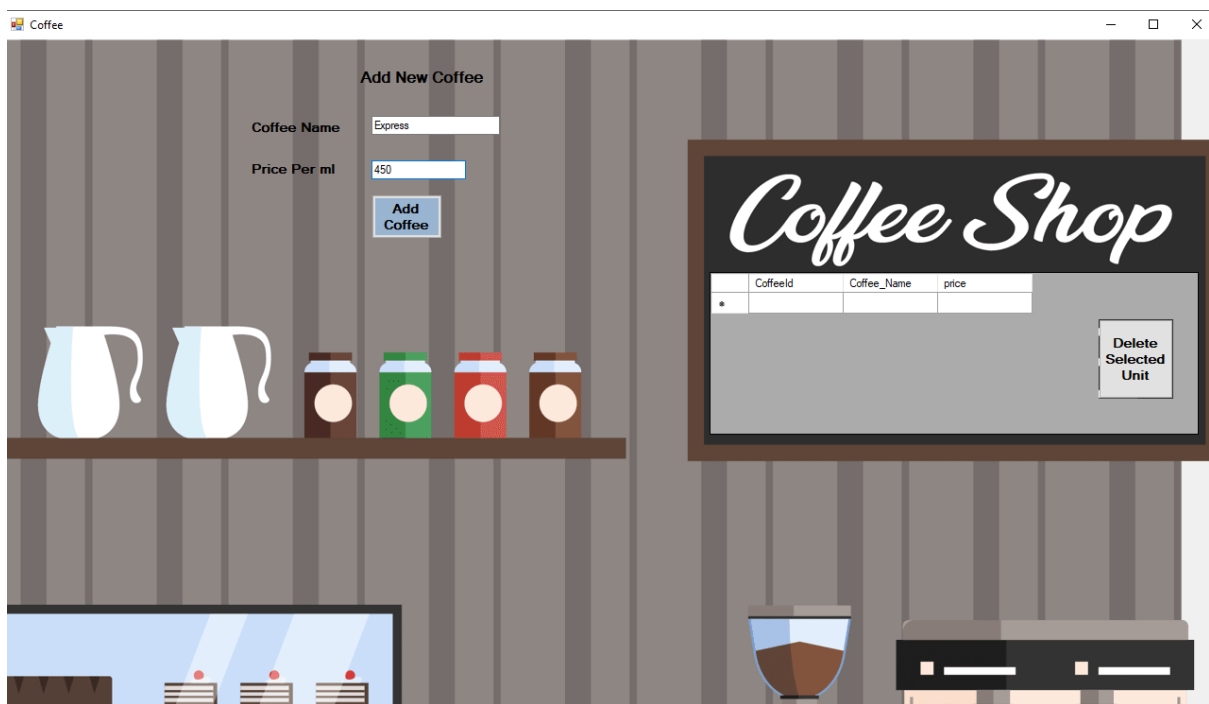 Coffee
Add New Coffee
Coffee Name
Express
Price Per ml
450
Add
Coffee
Coffee Shop
CoffeeId Coffee_Name price
*
Delete
Selected
Unit